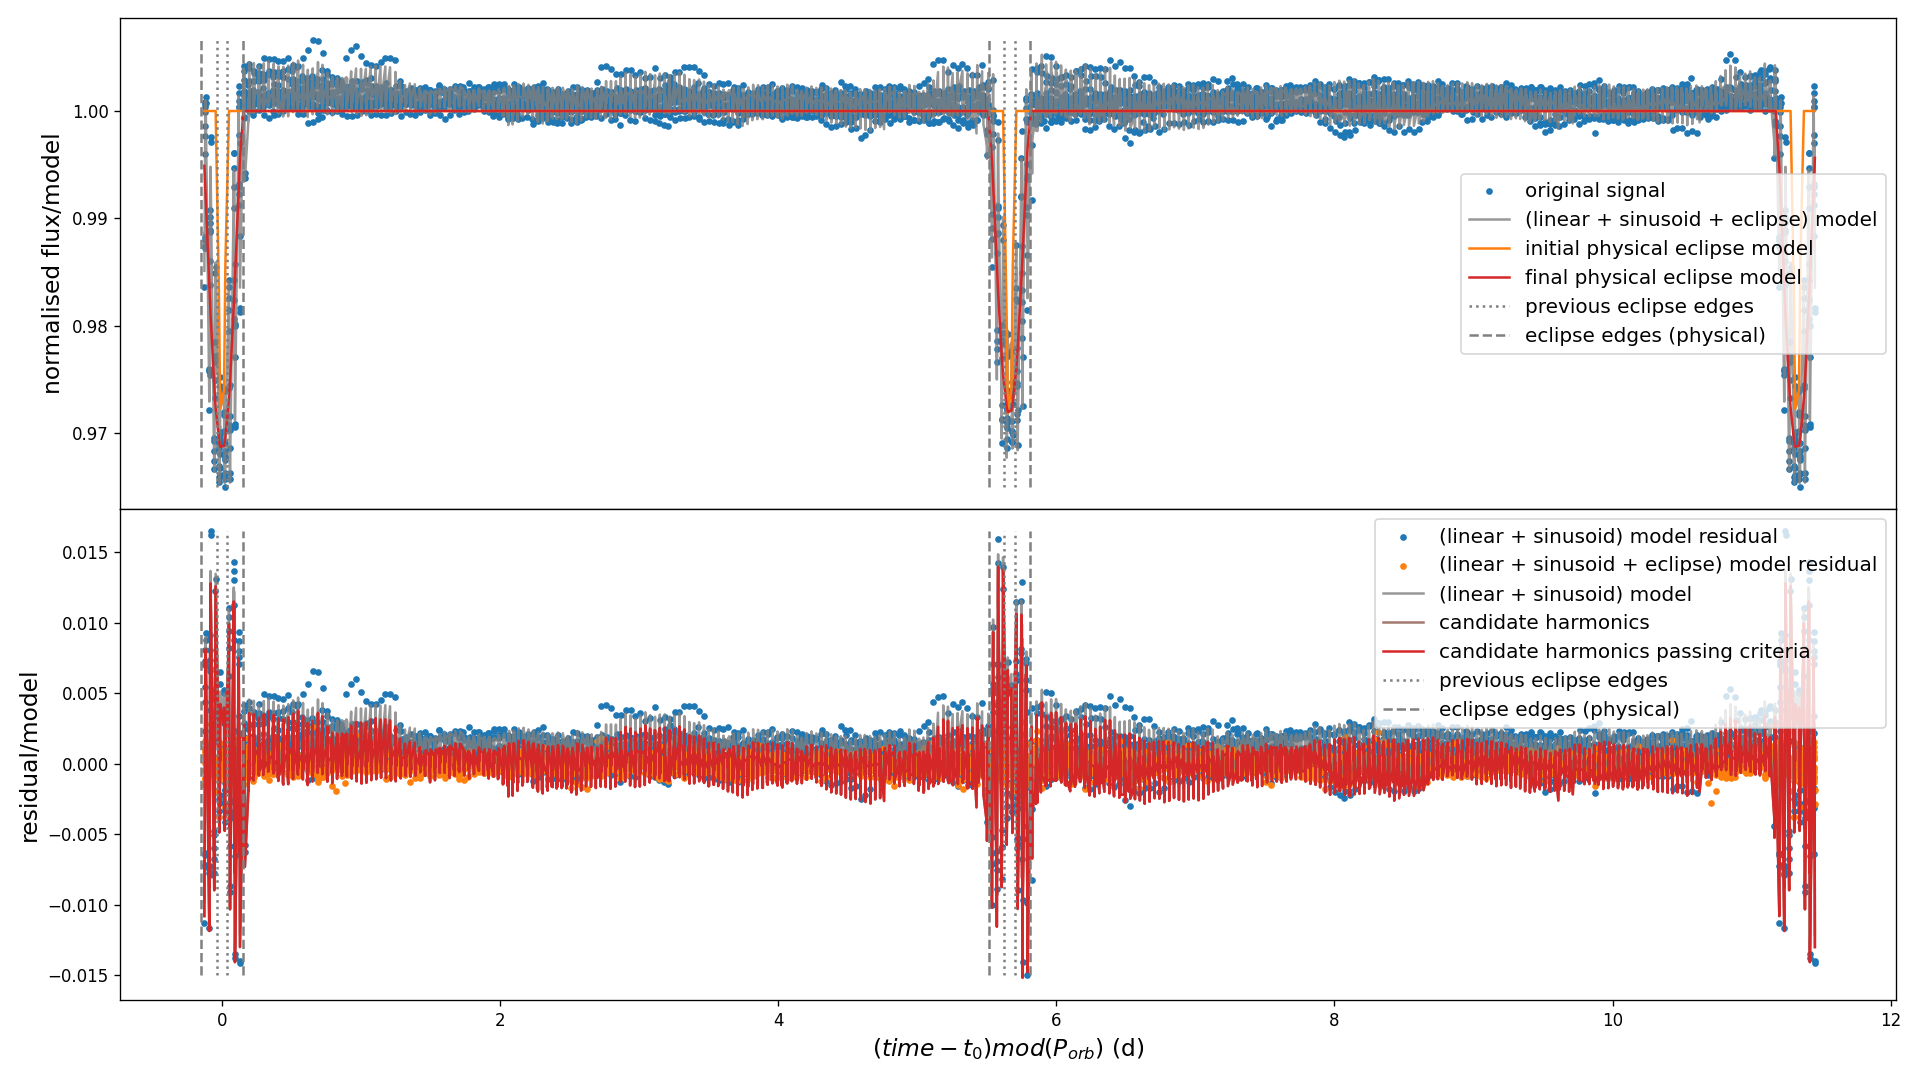 normalised flux/model
1.00
0.99
0.98
0.97
original signal
(linear + sinusoid + eclipse) model
initial physical eclipse model
final physical eclipse model
previous eclipse edges
eclipse edges (physical)
residual/model
0.015
0.010
0.005
0.000
−0.005
−0.010
−0.015
(linear + sinusoid) model residual
(linear + sinusoid + eclipse) model residual
(linear + sinusoid) model
candidate harmonics
candidate harmonics passing criteria
previous eclipse edges
eclipse edges (physical)
0 2 4 6 8 10 12
(time − t₀)mod(P_orb) (d)